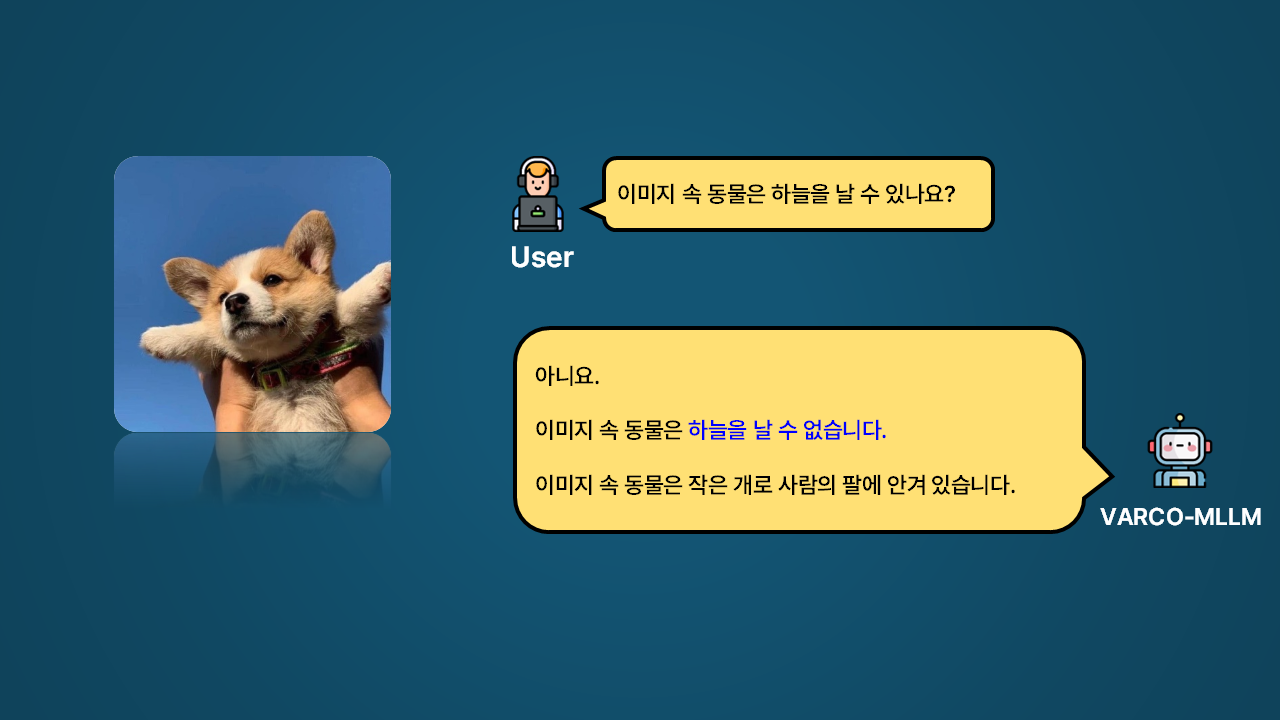 이미지 속 동물은 하늘을 날 수 있나요?
User
아니요.
이미지 속 동물은 하늘을 날 수 없습니다.
이미지 속 동물은 작은 개로 사람의 팔에 안겨 있습니다.
VARCO-MLLM